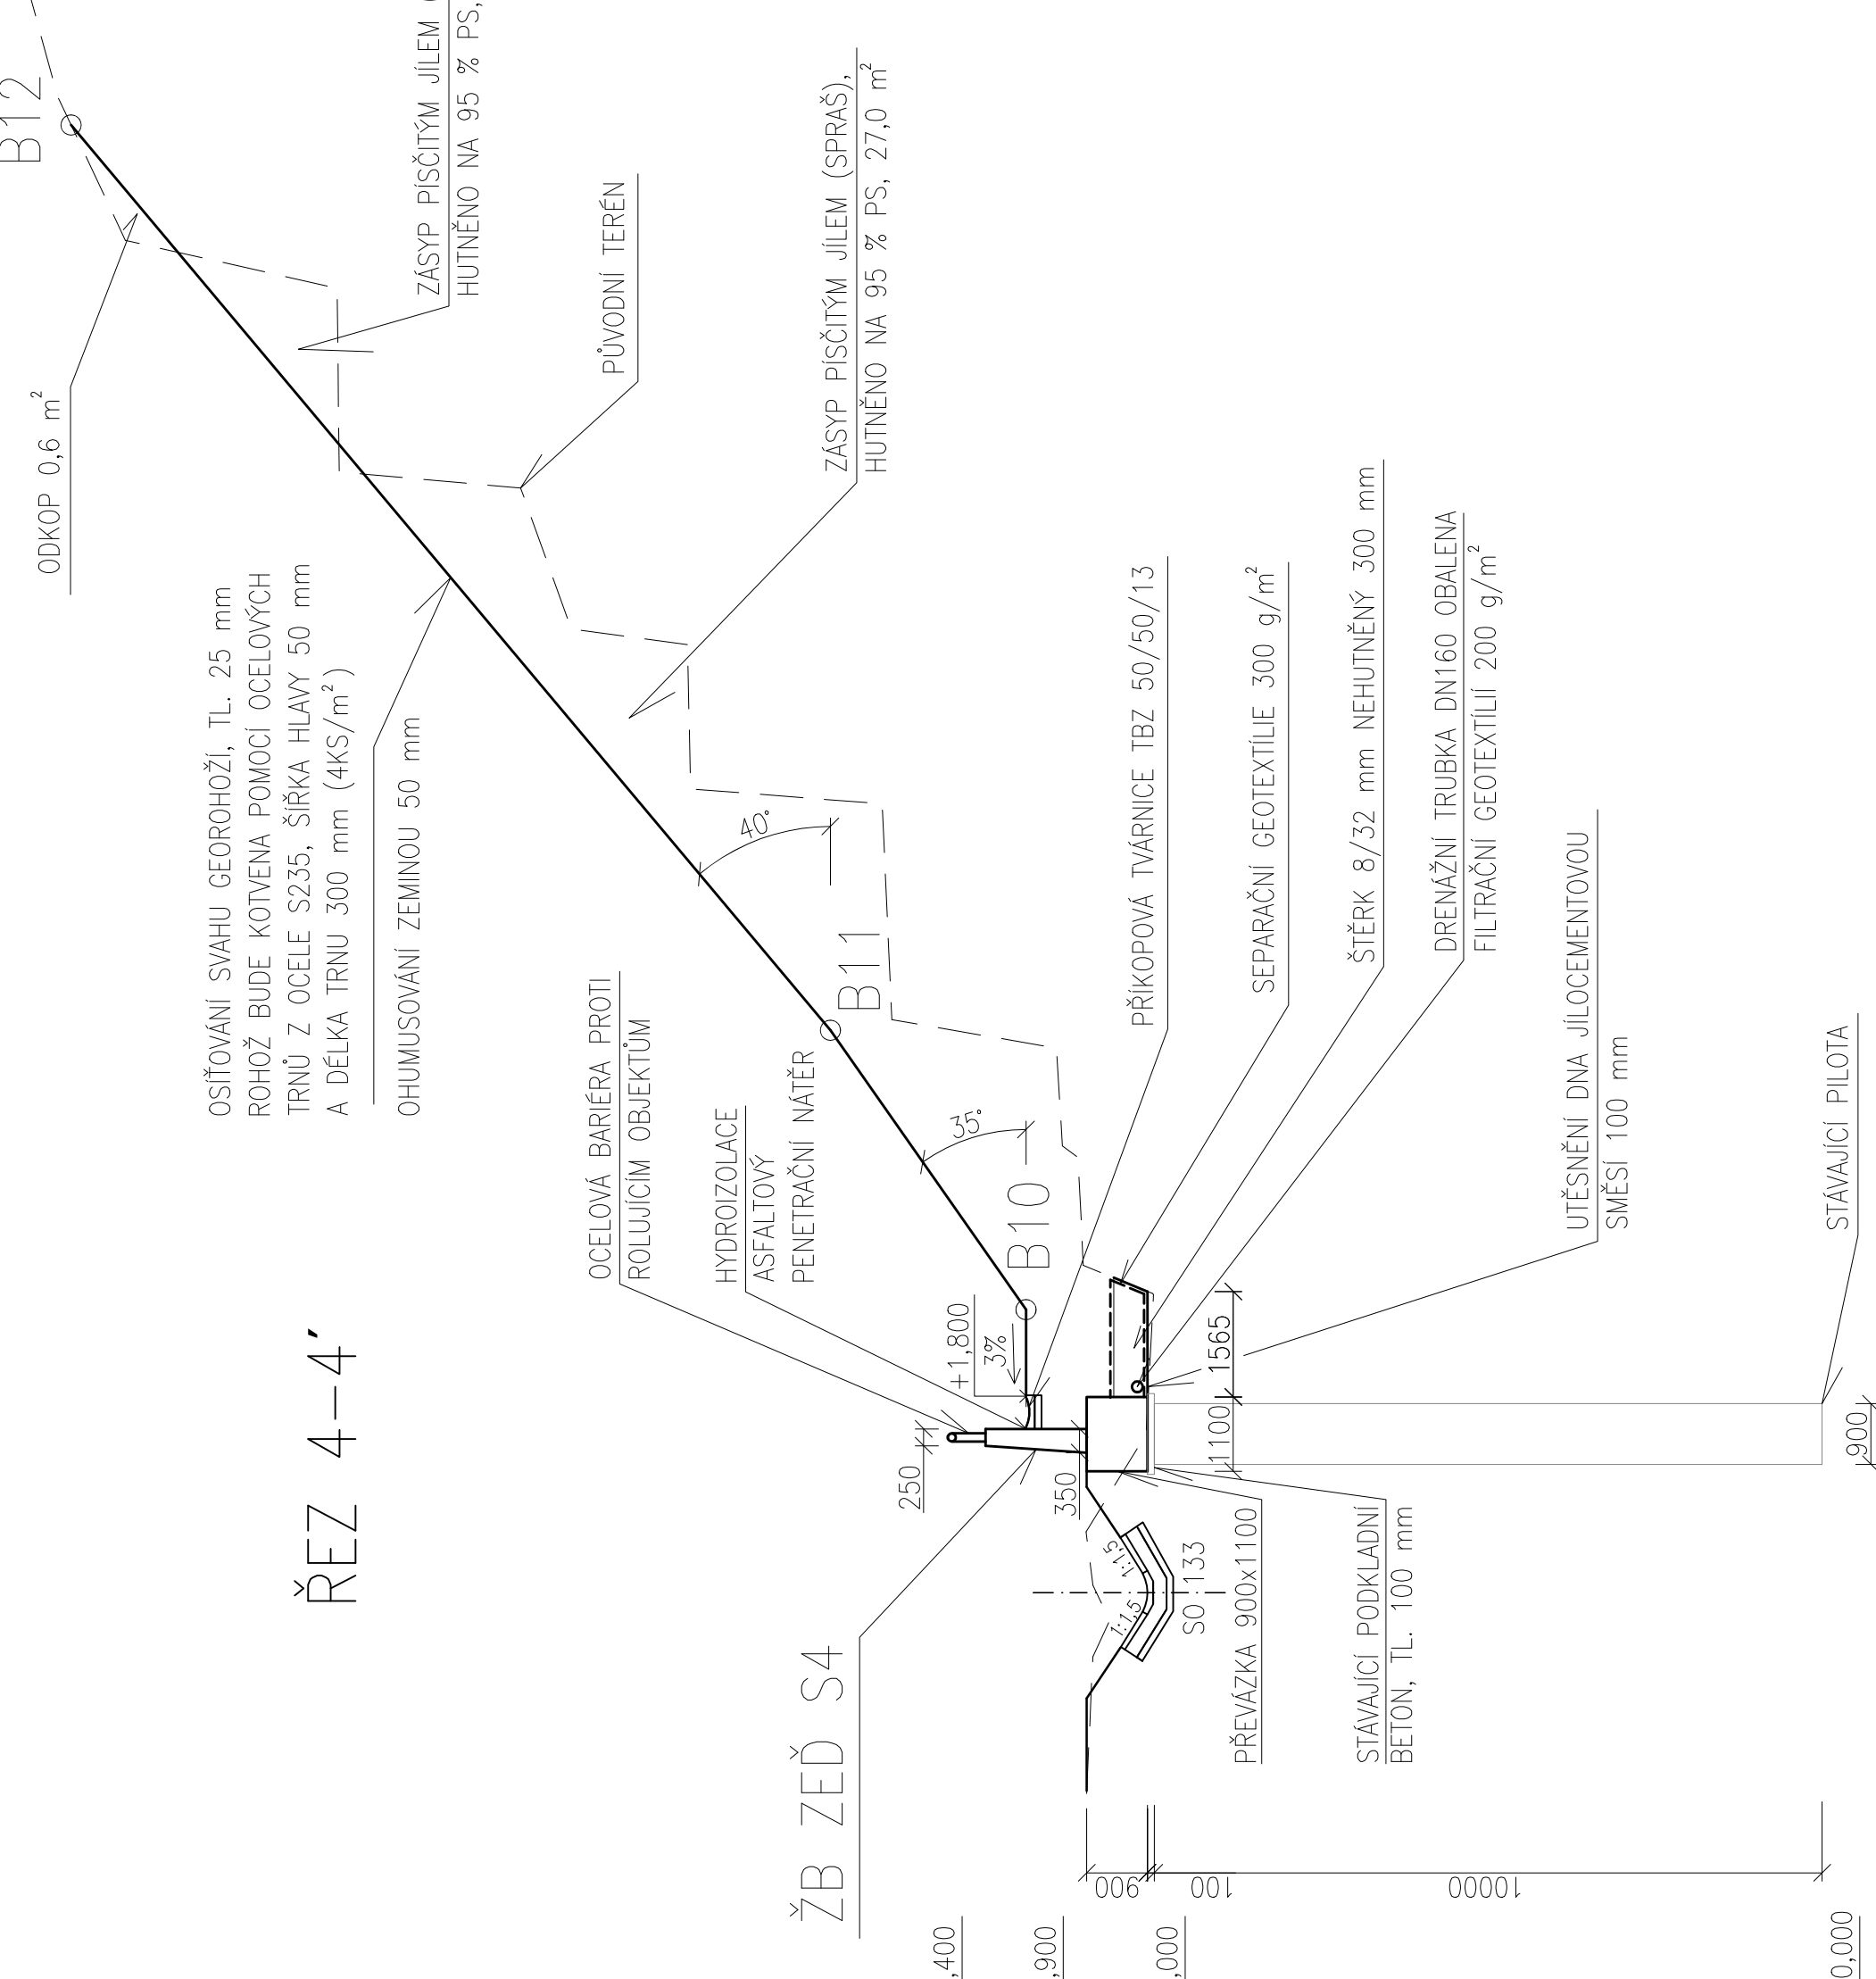 ŘEZ 4–4'
B12
ODKOP 0,6 m²
ZÁSYP PÍSČITÝM JÍLEM
HUTNĚNO NA 95 % PS,
PŮVODNÍ TERÉN
ZÁSYP PÍSČITÝM JÍLEM (SPRAŠ),
HUTNĚNO NA 95 % PS, 27,0 m²
OSÍŤOVÁNÍ SVAHU GEOROHOŽÍ, TL. 25 mm
ROHOŽ BUDE KOTVENA POMOCÍ OCELOVÝCH
TRNŮ Z OCELE S235, ŠÍŘKA HLAVY 50 mm
A DÉLKA TRNU 300 mm (4KS/m²)
OHUMUSOVÁNÍ ZEMINOU 50 mm
40°
B11
35°
B10
OCELOVÁ BARIÉRA PROTI
ROLUJÍCÍM OBJEKTŮM
HYDROIZOLACE
ASFALTOVÝ
PENETRAČNÍ NÁTĚR
+1,800
3%
PŘÍKOPOVÁ TVÁRNICE TBZ 50/50/13
SEPARAČNÍ GEOTEXTÍLIE 300 g/m²
ŠTĚRK 8/32 mm NEHUTNĚNÝ 300 mm
DRENÁŽNÍ TRUBKA DN160 OBALENA
FILTRAČNÍ GEOTEXTÍLIÍ 200 g/m²
UTĚSNĚNÍ DNA JÍLOCEMENTOVOU
SMĚSÍ 100 mm
STÁVAJÍCÍ PILOTA
250
350
1100
1565
900
ŽB ZEĎ S4
1:1,5
1:1,5
SO 133
PŘEVÁZKA 900x1100
STÁVAJÍCÍ PODKLADNÍ
BETON, TL. 100 mm
900
100
10000
,400
,900
,000
0,000